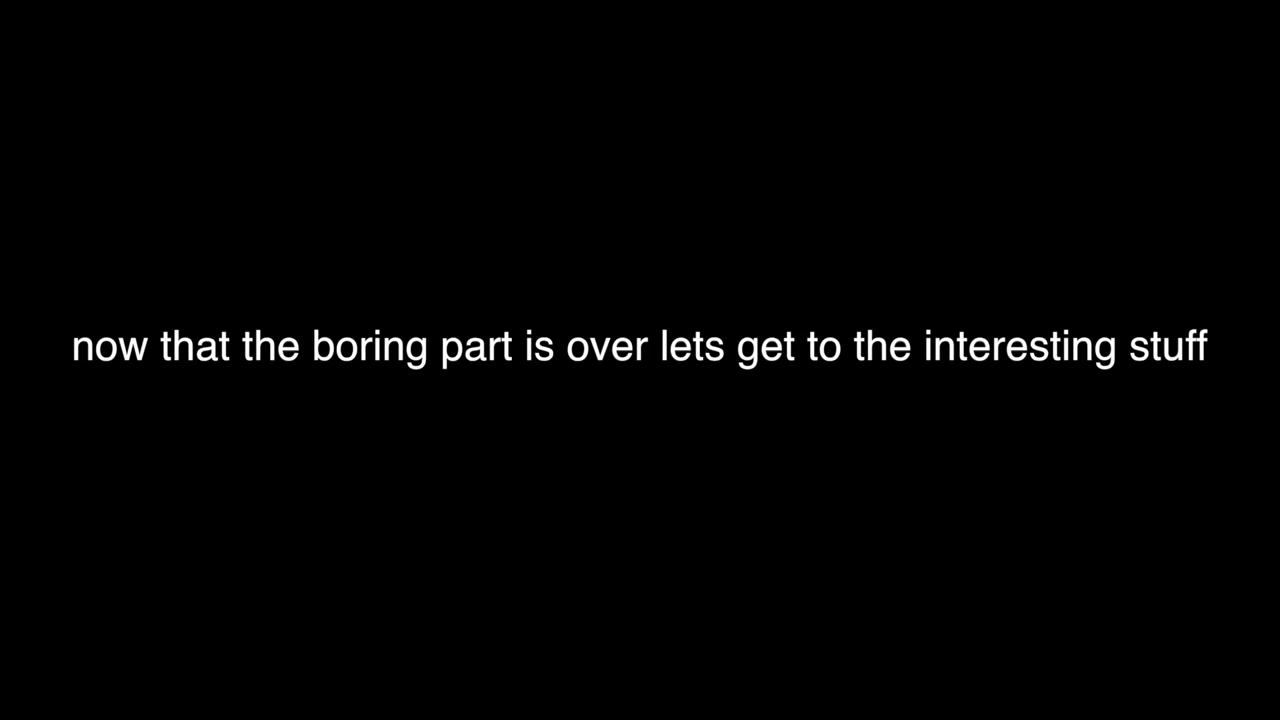 now that the boring part is over lets get to the interesting stuff